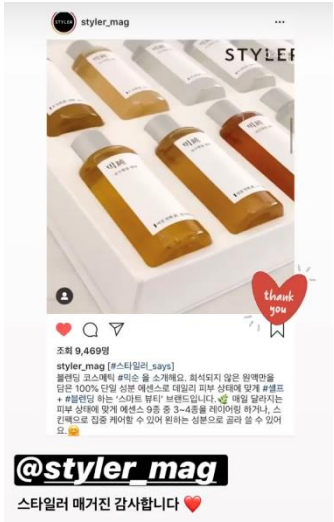 STYLER
styler_mag
STYLER
thank
you
조회 9,469명
styler_mag [#스타일러_says]
블렌딩 코스메틱 #믹순 을 소개해요. 희석되지 않은 원액만을
담은 100% 단일 성분 에센스로 데일리 피부 상태에 맞게 #셀프
+ #블렌딩 하는 '스마트 뷰티' 브랜드입니다.🌿 매일 달라지는
피부 상태에 맞게 에센스 9종 중 3~4종을 레이어링 하거나, 스
킨팩으로 집중 케어할 수 있어 원하는 성분으로 골라 쓸 수 있어
요.😊
@styler_mag
스타일러 매거진 감사합니다 ❤️